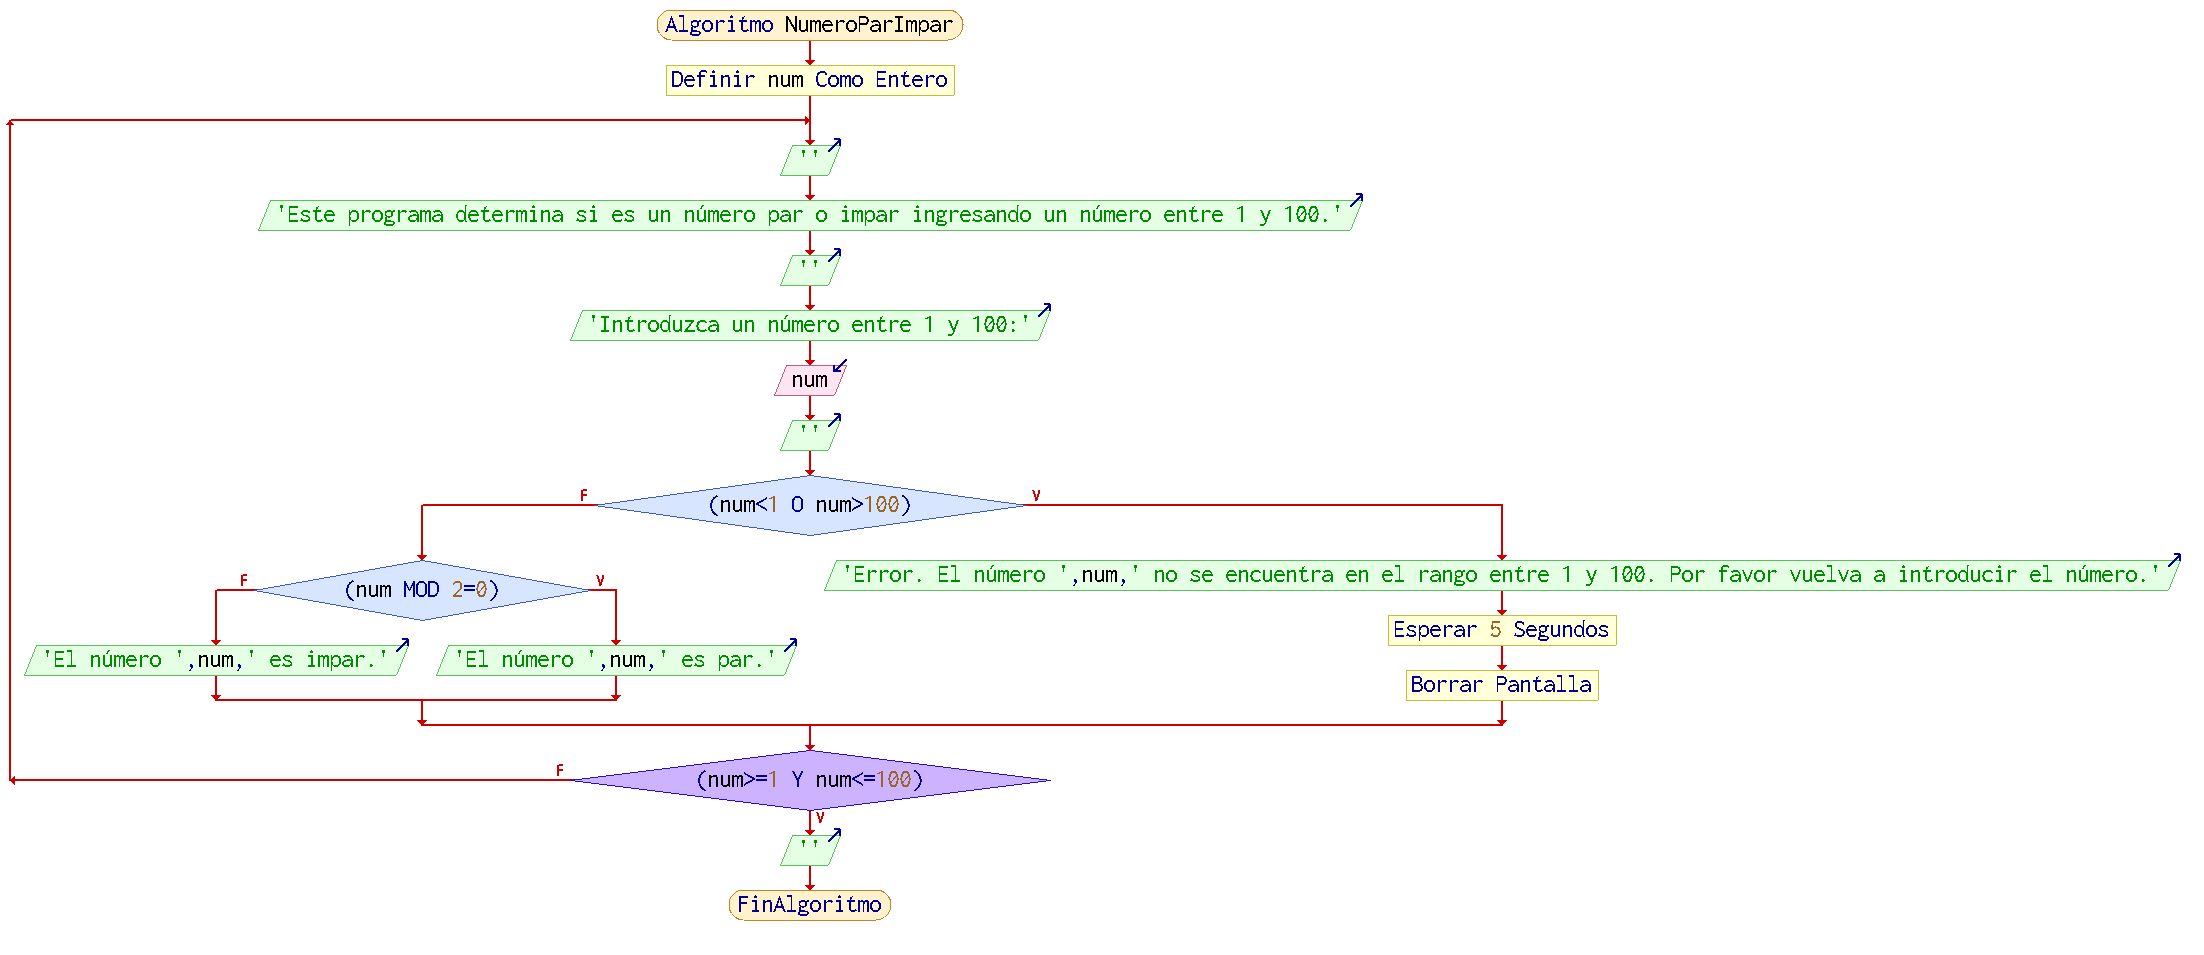 Algoritmo NumeroParImpar
Definir num Como Entero
''
'Este programa determina si es un número par o impar ingresando un número entre 1 y 100.'
''
'Introduzca un número entre 1 y 100:'
num
''
F
(num<1 O num>100)
V
'Error. El número ',num,' no se encuentra en el rango entre 1 y 100. Por favor vuelva a introducir el número.'
F
(num MOD 2=0)
V
Esperar 5 Segundos
'El número ',num,' es impar.'
'El número ',num,' es par.'
Borrar Pantalla
F
(num>=1 Y num<=100)
V
''
FinAlgoritmo